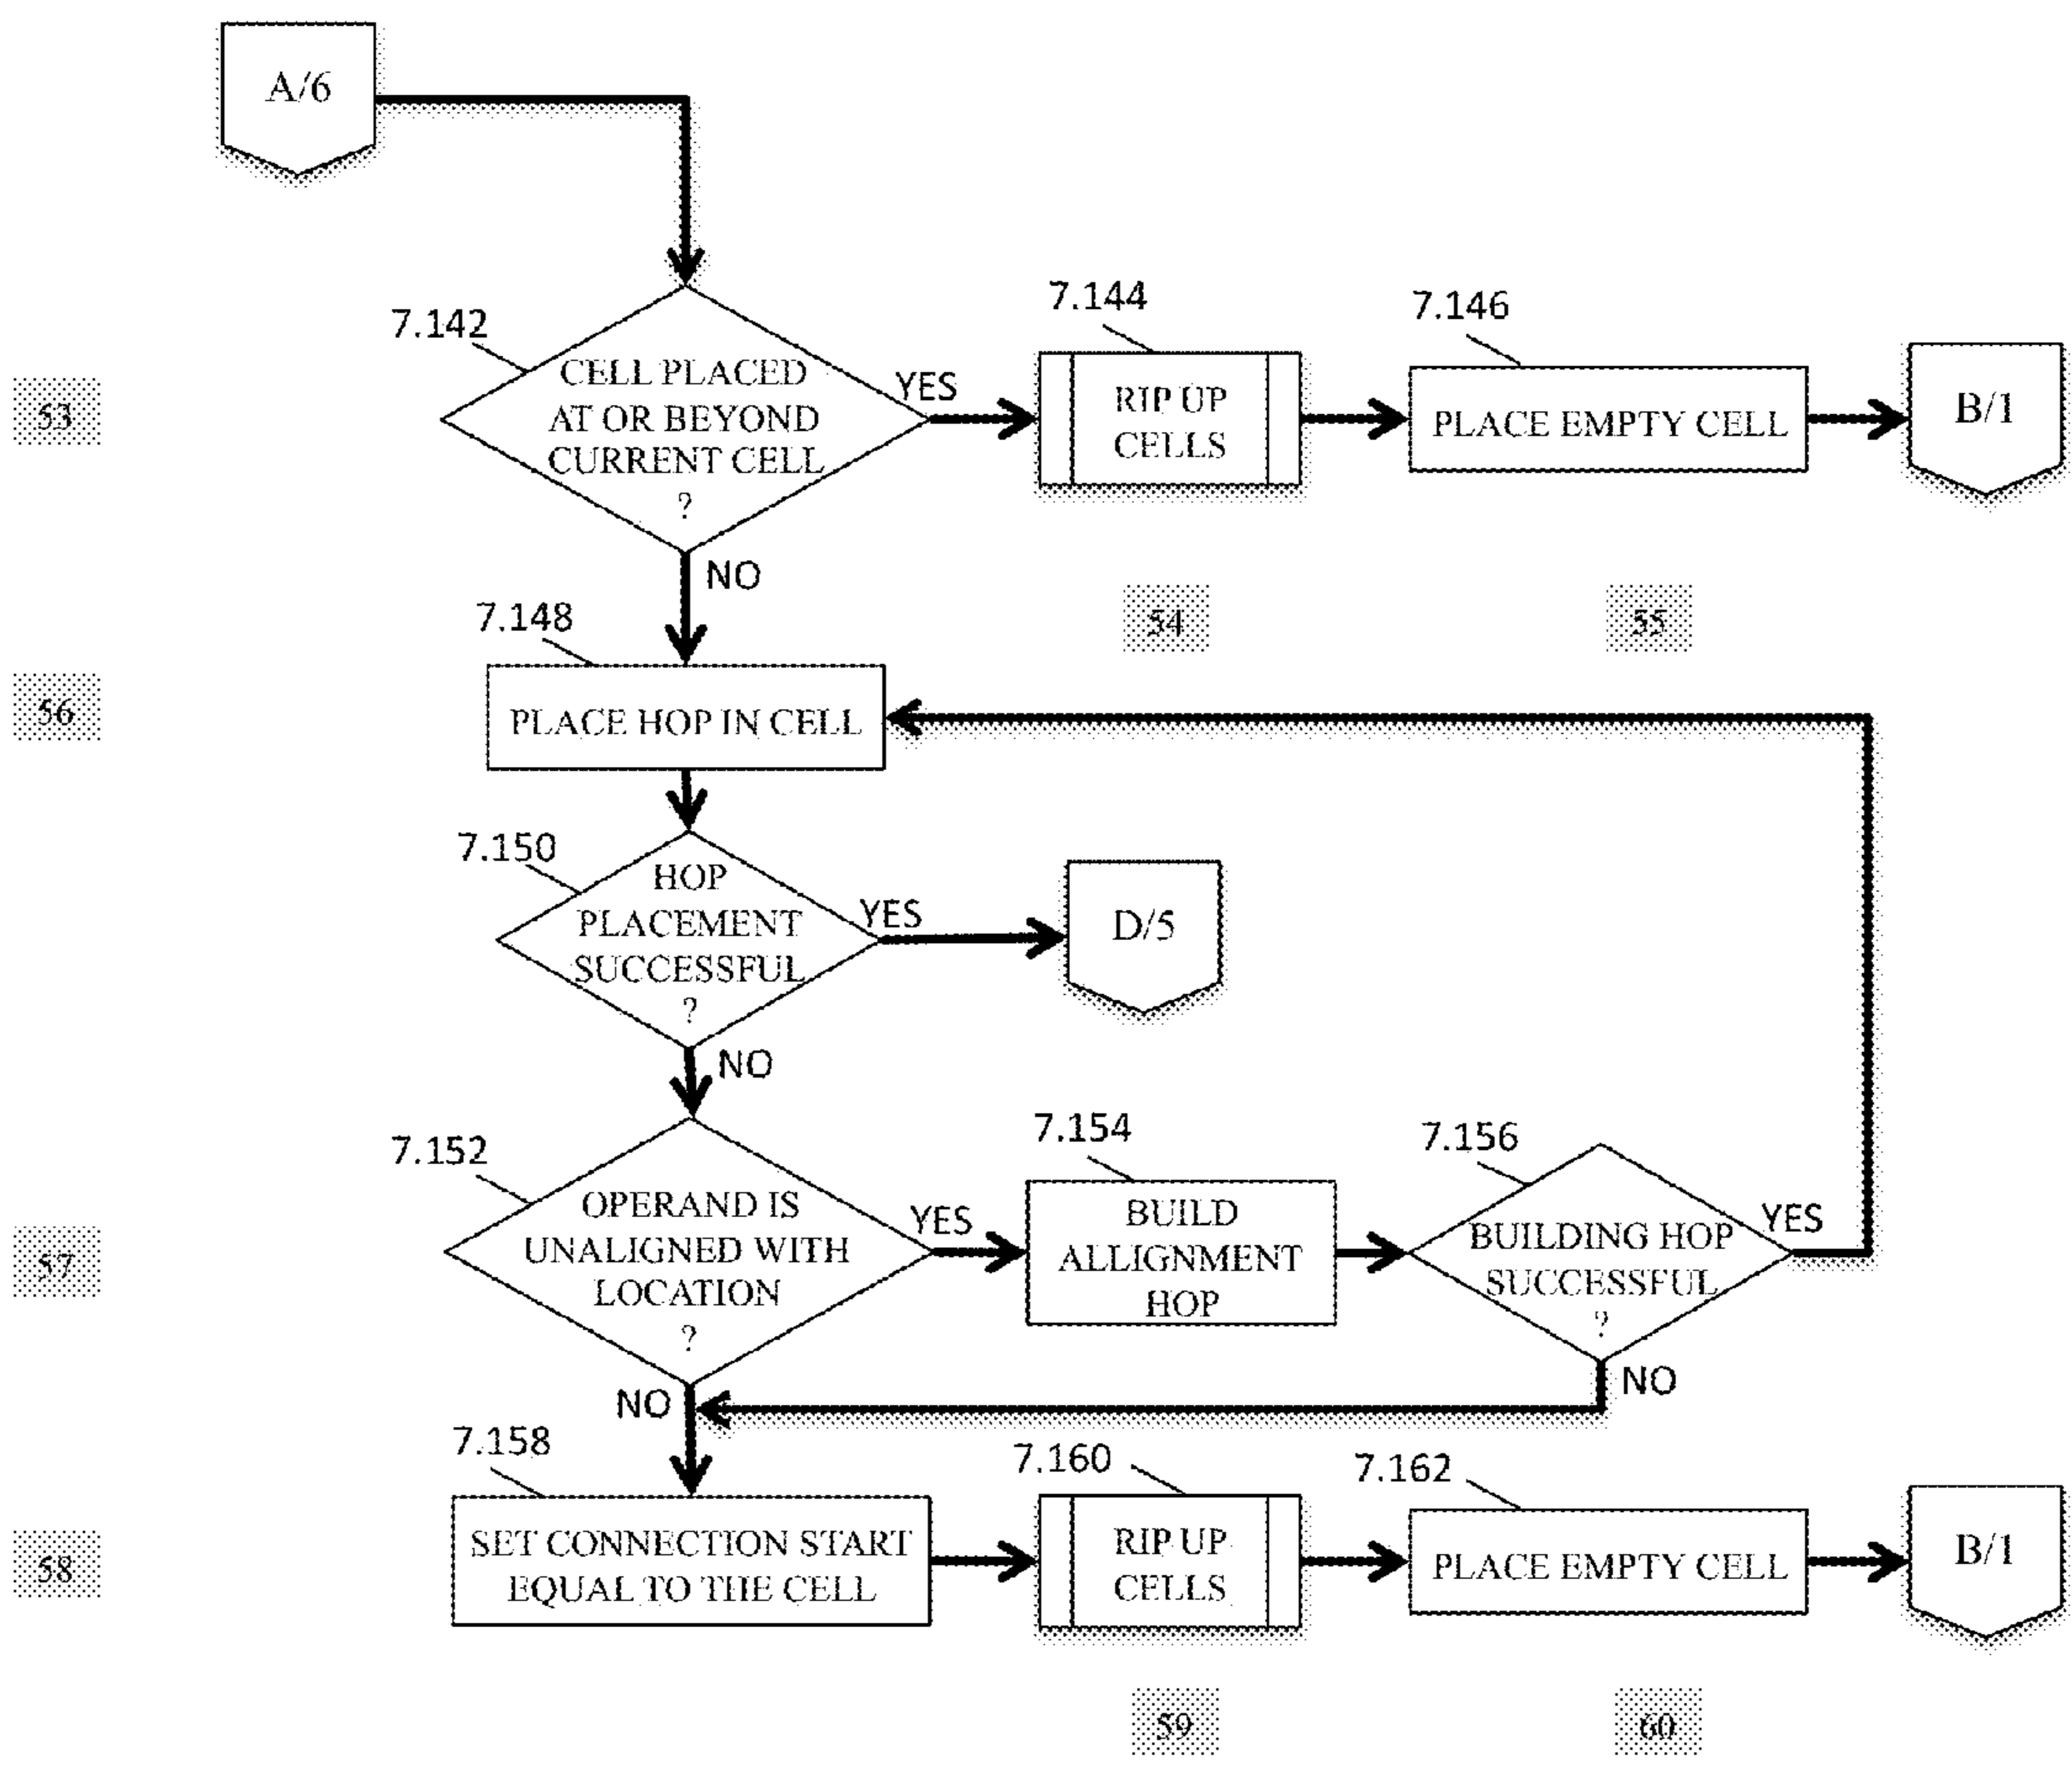 A/6
7.142
CELL PLACED
AT OR BEYOND
CURRENT CELL
?
YES
NO
7.144
RIP UP
CELLS
7.146
PLACE EMPTY CELL
B/1
53
54
55
7.148
PLACE HOP IN CELL
56
7.150
HOP
PLACEMENT
SUCCESSFUL
?
YES
D/5
NO
7.152
OPERAND IS
UNALIGNED WITH
LOCATION
?
YES
NO
7.154
BUILD
ALLIGNMENT
HOP
7.156
BUILDING HOP
SUCCESSFUL
?
YES
NO
57
7.158
SET CONNECTION START
EQUAL TO THE CELL
7.160
RIP UP
CELLS
7.162
PLACE EMPTY CELL
B/1
58
59
60